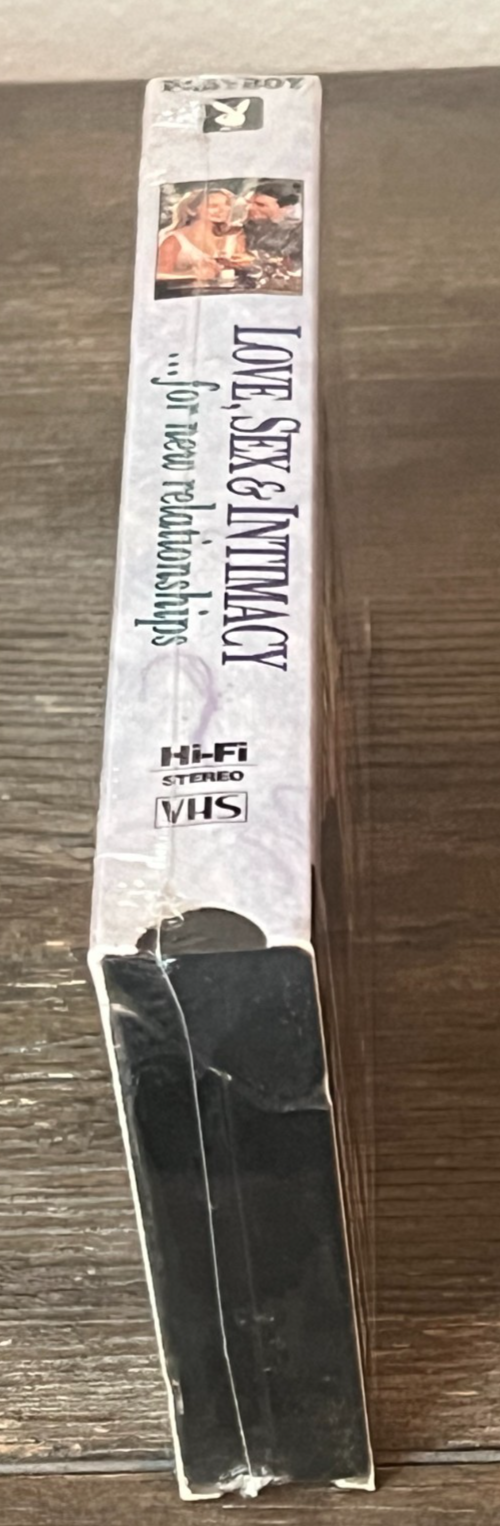 PLAYBOY
LOVE, SEX & INTIMACY
...for new relationships
Hi-Fi
STEREO
VHS